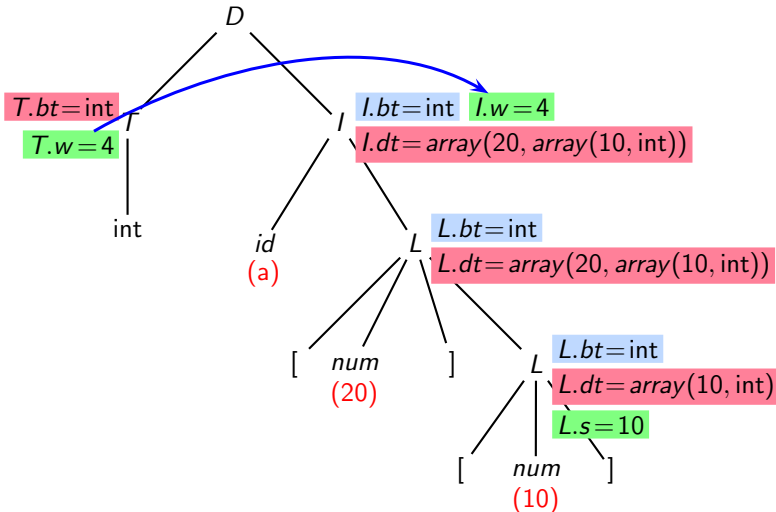 D
T.bt = int
T
I
I.bt = int
I.w = 4
T.w = 4
I.dt = array(20, array(10, int))
int
id
(a)
L
L.bt = int
L.dt = array(20, array(10, int))
[
num
(20)
]
L
L.bt = int
L.dt = array(10, int)
L.s = 10
[
num
(10)
]